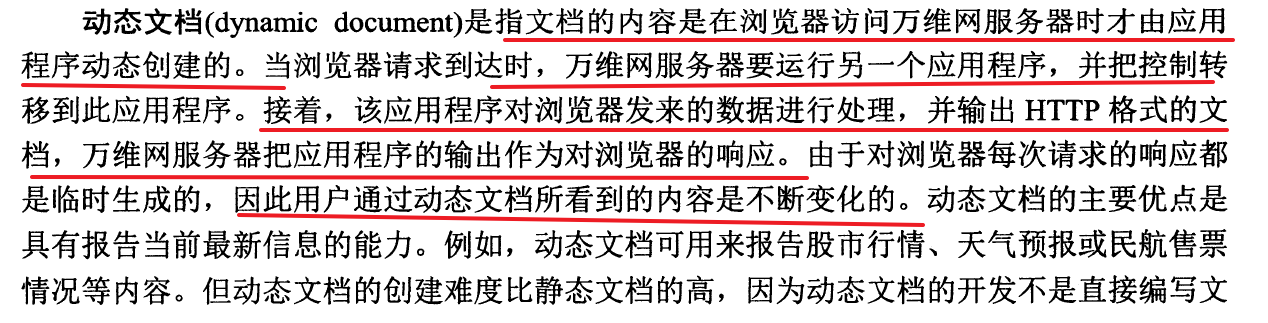 动态文档(dynamic document)是指文档的内容是在浏览器访问万维网服务器时才由应用
程序动态创建的。当浏览器请求到达时，万维网服务器要运行另一个应用程序，并把控制转
移到此应用程序。接着，该应用程序对浏览器发来的数据进行处理，并输出 HTTP 格式的文
档，万维网服务器把应用程序的输出作为对浏览器的响应。由于对浏览器每次请求的响应都
是临时生成的，因此用户通过动态文档所看到的内容是不断变化的。动态文档的主要优点是
具有报告当前最新信息的能力。例如，动态文档可用来报告股市行情、天气预报或民航售票
情况等内容。但动态文档的创建难度比静态文档的高，因为动态文档的开发不是直接编写文